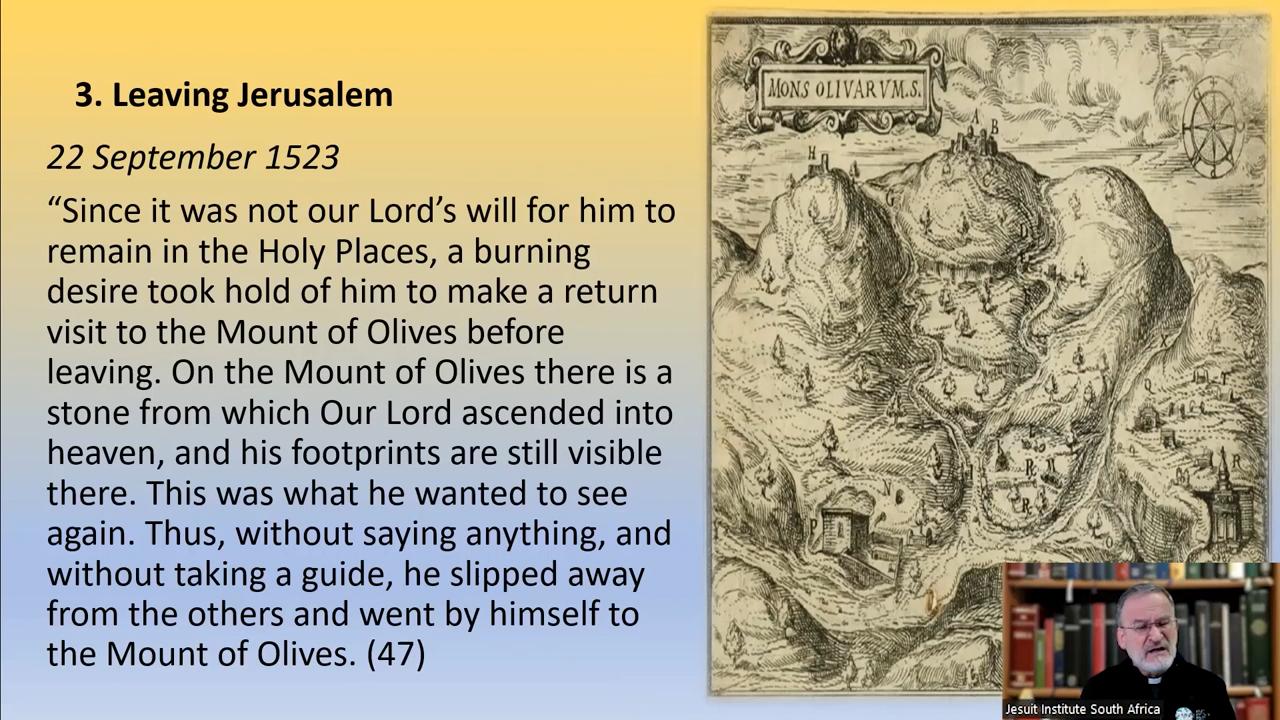 3. Leaving Jerusalem
22 September 1523
“Since it was not our Lord’s will for him to
remain in the Holy Places, a burning
desire took hold of him to make a return
visit to the Mount of Olives before
leaving. On the Mount of Olives there is a
stone from which Our Lord ascended into
heaven, and his footprints are still visible
there. This was what he wanted to see
again. Thus, without saying anything, and
without taking a guide, he slipped away
from the others and went by himself to
the Mount of Olives. (47)
MONS OLIVARVM.S.
A B
H
R
R
P
N
R
Jesuit Institute South Africa